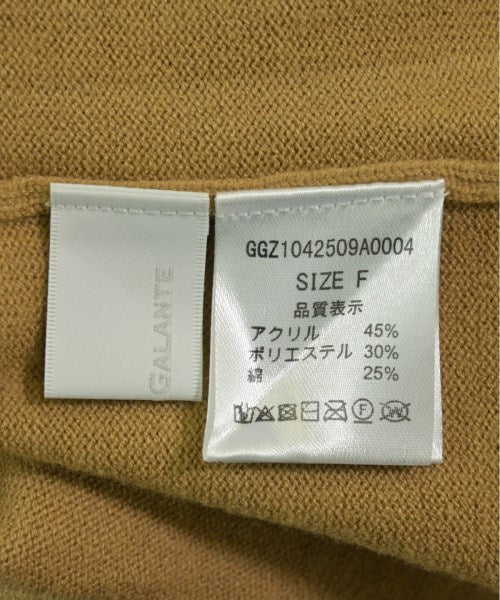 GALANTE
GGZ1042509A0004
SIZE F
品質表示
アクリル 45%
ポリエステル 30%
綿 25%
F
W